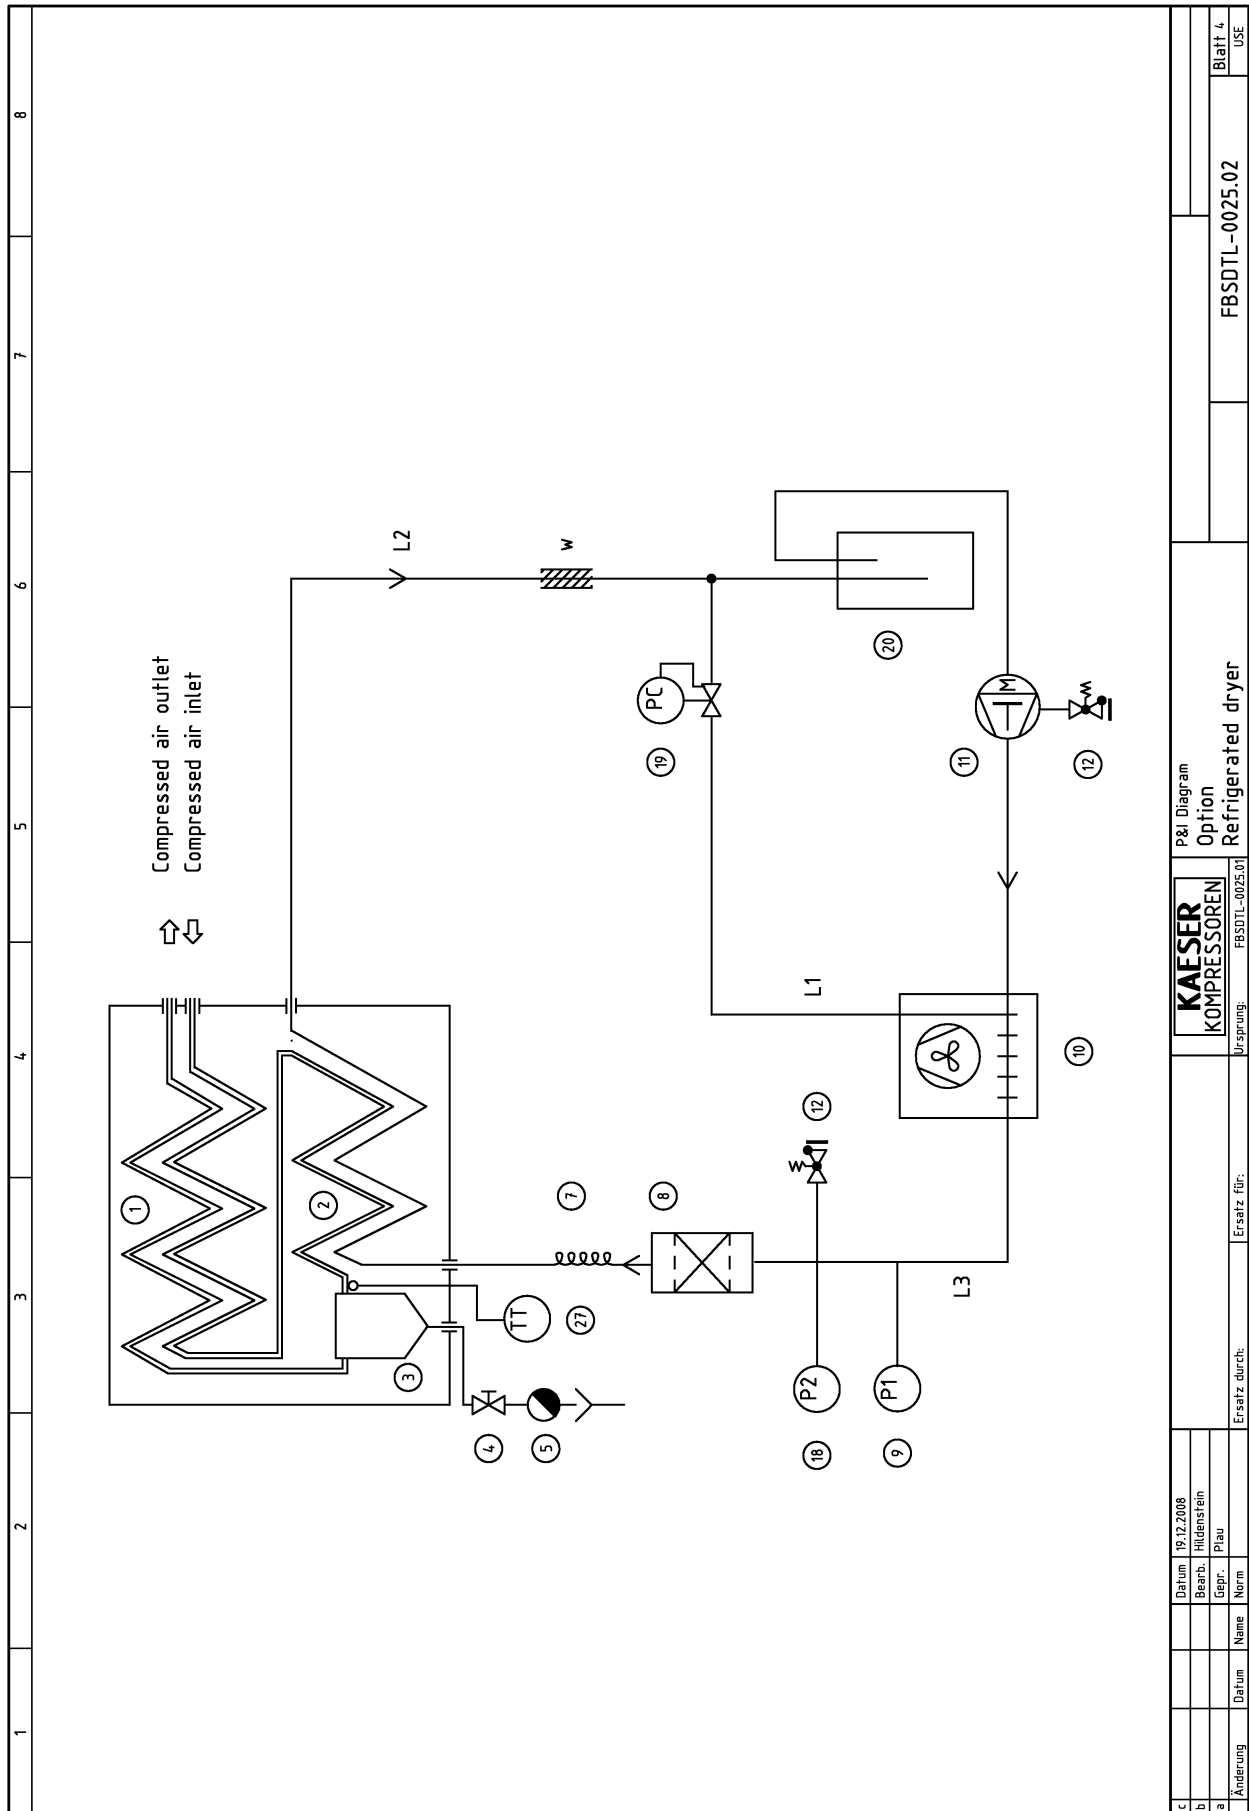 1
2
3
4
5
6
7
8
Compressed air outlet
Compressed air inlet
1
2
3
4
5
7
8
27
TT
L2
w
PC
19
20
11
M
12
L1
10
12
L3
P2
18
P1
9
c
b
a
Änderung
Datum
Name
Datum
19.12.2008
Bearb.
Hildenstein
Gepr.
Plau
Norm
Ersatz durch:
Ersatz für:
KAESER
KOMPRESSOREN
Ursprung:
FBSDTL-0025.01
P&I Diagram
Option
Refrigerated dryer
FBSDTL-0025.02
Blatt 4
USE